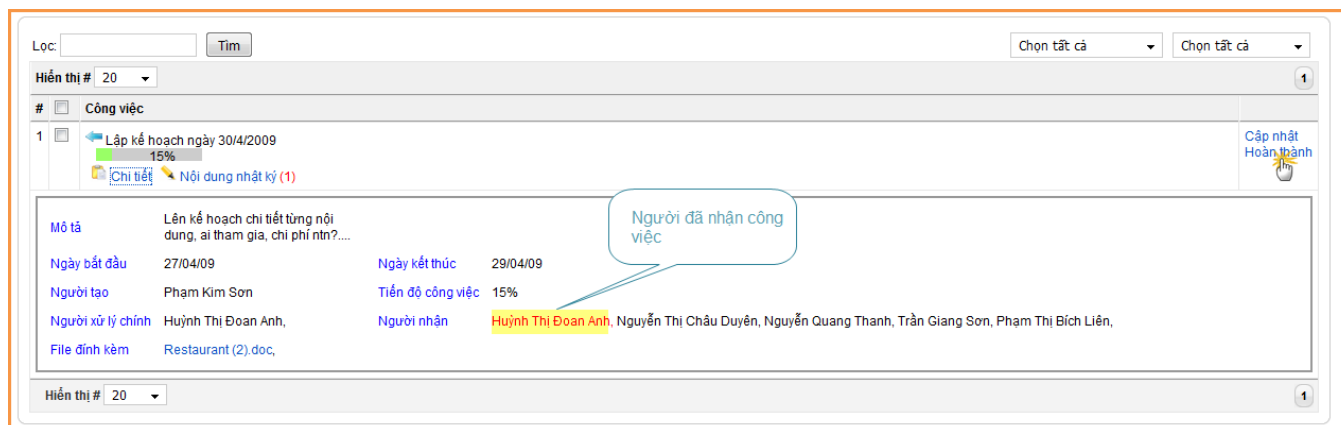 Lọc: Tìm Chọn tất cả Chọn tất cả
Hiển thị # 20 1
# Công việc
1 Lập kế hoạch ngày 30/4/2009 Cập nhật
15% Hoàn thành
Chi tiết Nội dung nhật ký (1)
Người đã nhận công
việc
Mô tả Lên kế hoạch chi tiết từng nội
dung, ai tham gia, chi phí ntn?....
Ngày bắt đầu 27/04/09 Ngày kết thúc 29/04/09
Người tạo Phạm Kim Sơn Tiến độ công việc 15%
Người xử lý chính Huỳnh Thị Đoan Anh, Người nhận Huỳnh Thị Đoan Anh, Nguyễn Thị Châu Duyên, Nguyễn Quang Thanh, Trần Giang Sơn, Phạm Thị Bích Liên,
File đính kèm Restaurant (2).doc,
Hiển thị # 20 1